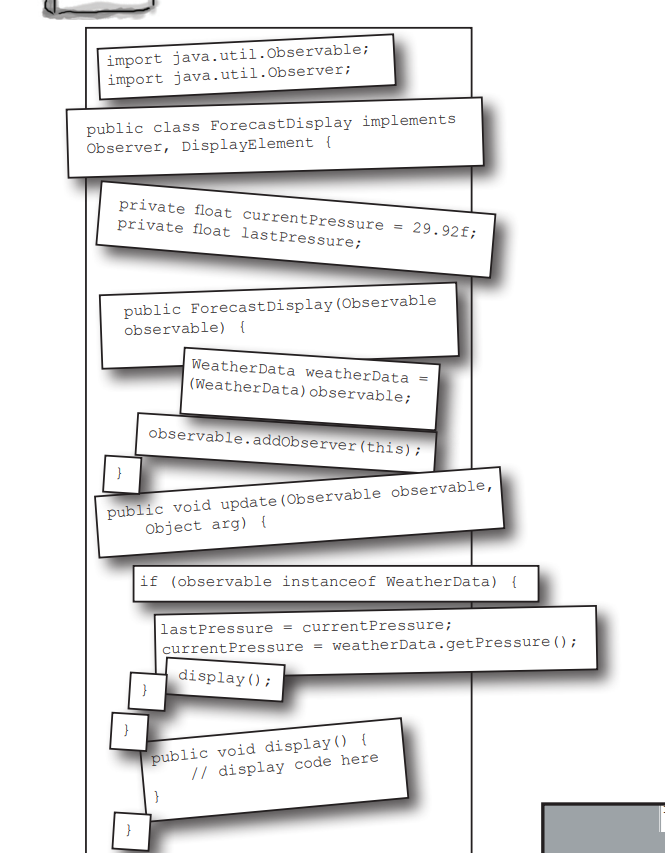 import java.util.Observable;
import java.util.Observer;
public class ForecastDisplay implements
Observer, DisplayElement {
private float currentPressure = 29.92f;
private float lastPressure;
public ForecastDisplay(Observable
observable) {
WeatherData weatherData =
(WeatherData)observable;
observable.addObserver(this);
}
public void update(Observable observable,
Object arg) {
if (observable instanceof WeatherData) {
lastPressure = currentPressure;
currentPressure = weatherData.getPressure();
display();
}
}
public void display() {
// display code here
}
}